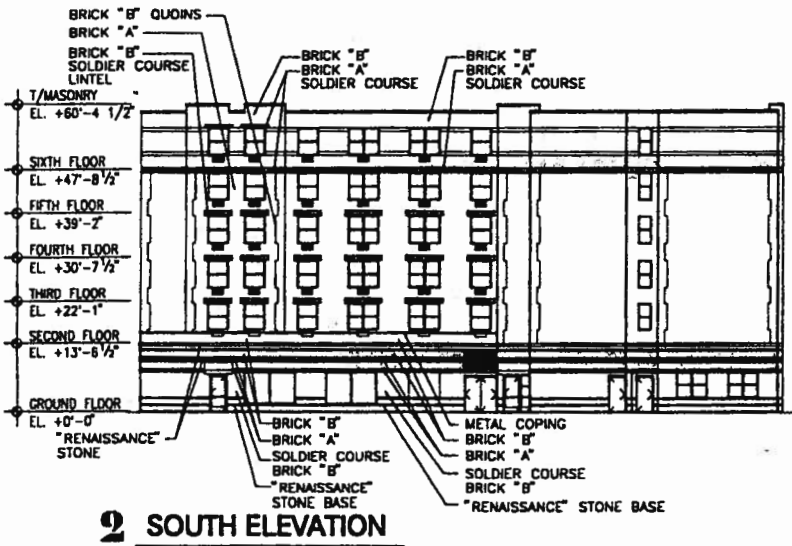 BRICK "B" QUOINS
BRICK "A"
BRICK "B"
SOLDIER COURSE
LINTEL
BRICK "B"
BRICK "A"
SOLDIER COURSE
BRICK "B"
BRICK "A"
SOLDIER COURSE
T/MASONRY
EL. +60'-4 1/2"
SIXTH FLOOR
EL. +47'-8 1/2"
FIFTH FLOOR
EL. +39'-2"
FOURTH FLOOR
EL. +30'-7 1/2"
THIRD FLOOR
EL. +22'-1"
SECOND FLOOR
EL. +13'-6 1/2"
GROUND FLOOR
EL. +0'-0"
"RENAISSANCE"
STONE
BRICK "B"
BRICK "A"
SOLDIER COURSE
BRICK "B"
"RENAISSANCE"
STONE BASE
METAL COPING
BRICK "B"
BRICK "A"
SOLDIER COURSE
BRICK "B"
"RENAISSANCE" STONE BASE
2 SOUTH ELEVATION